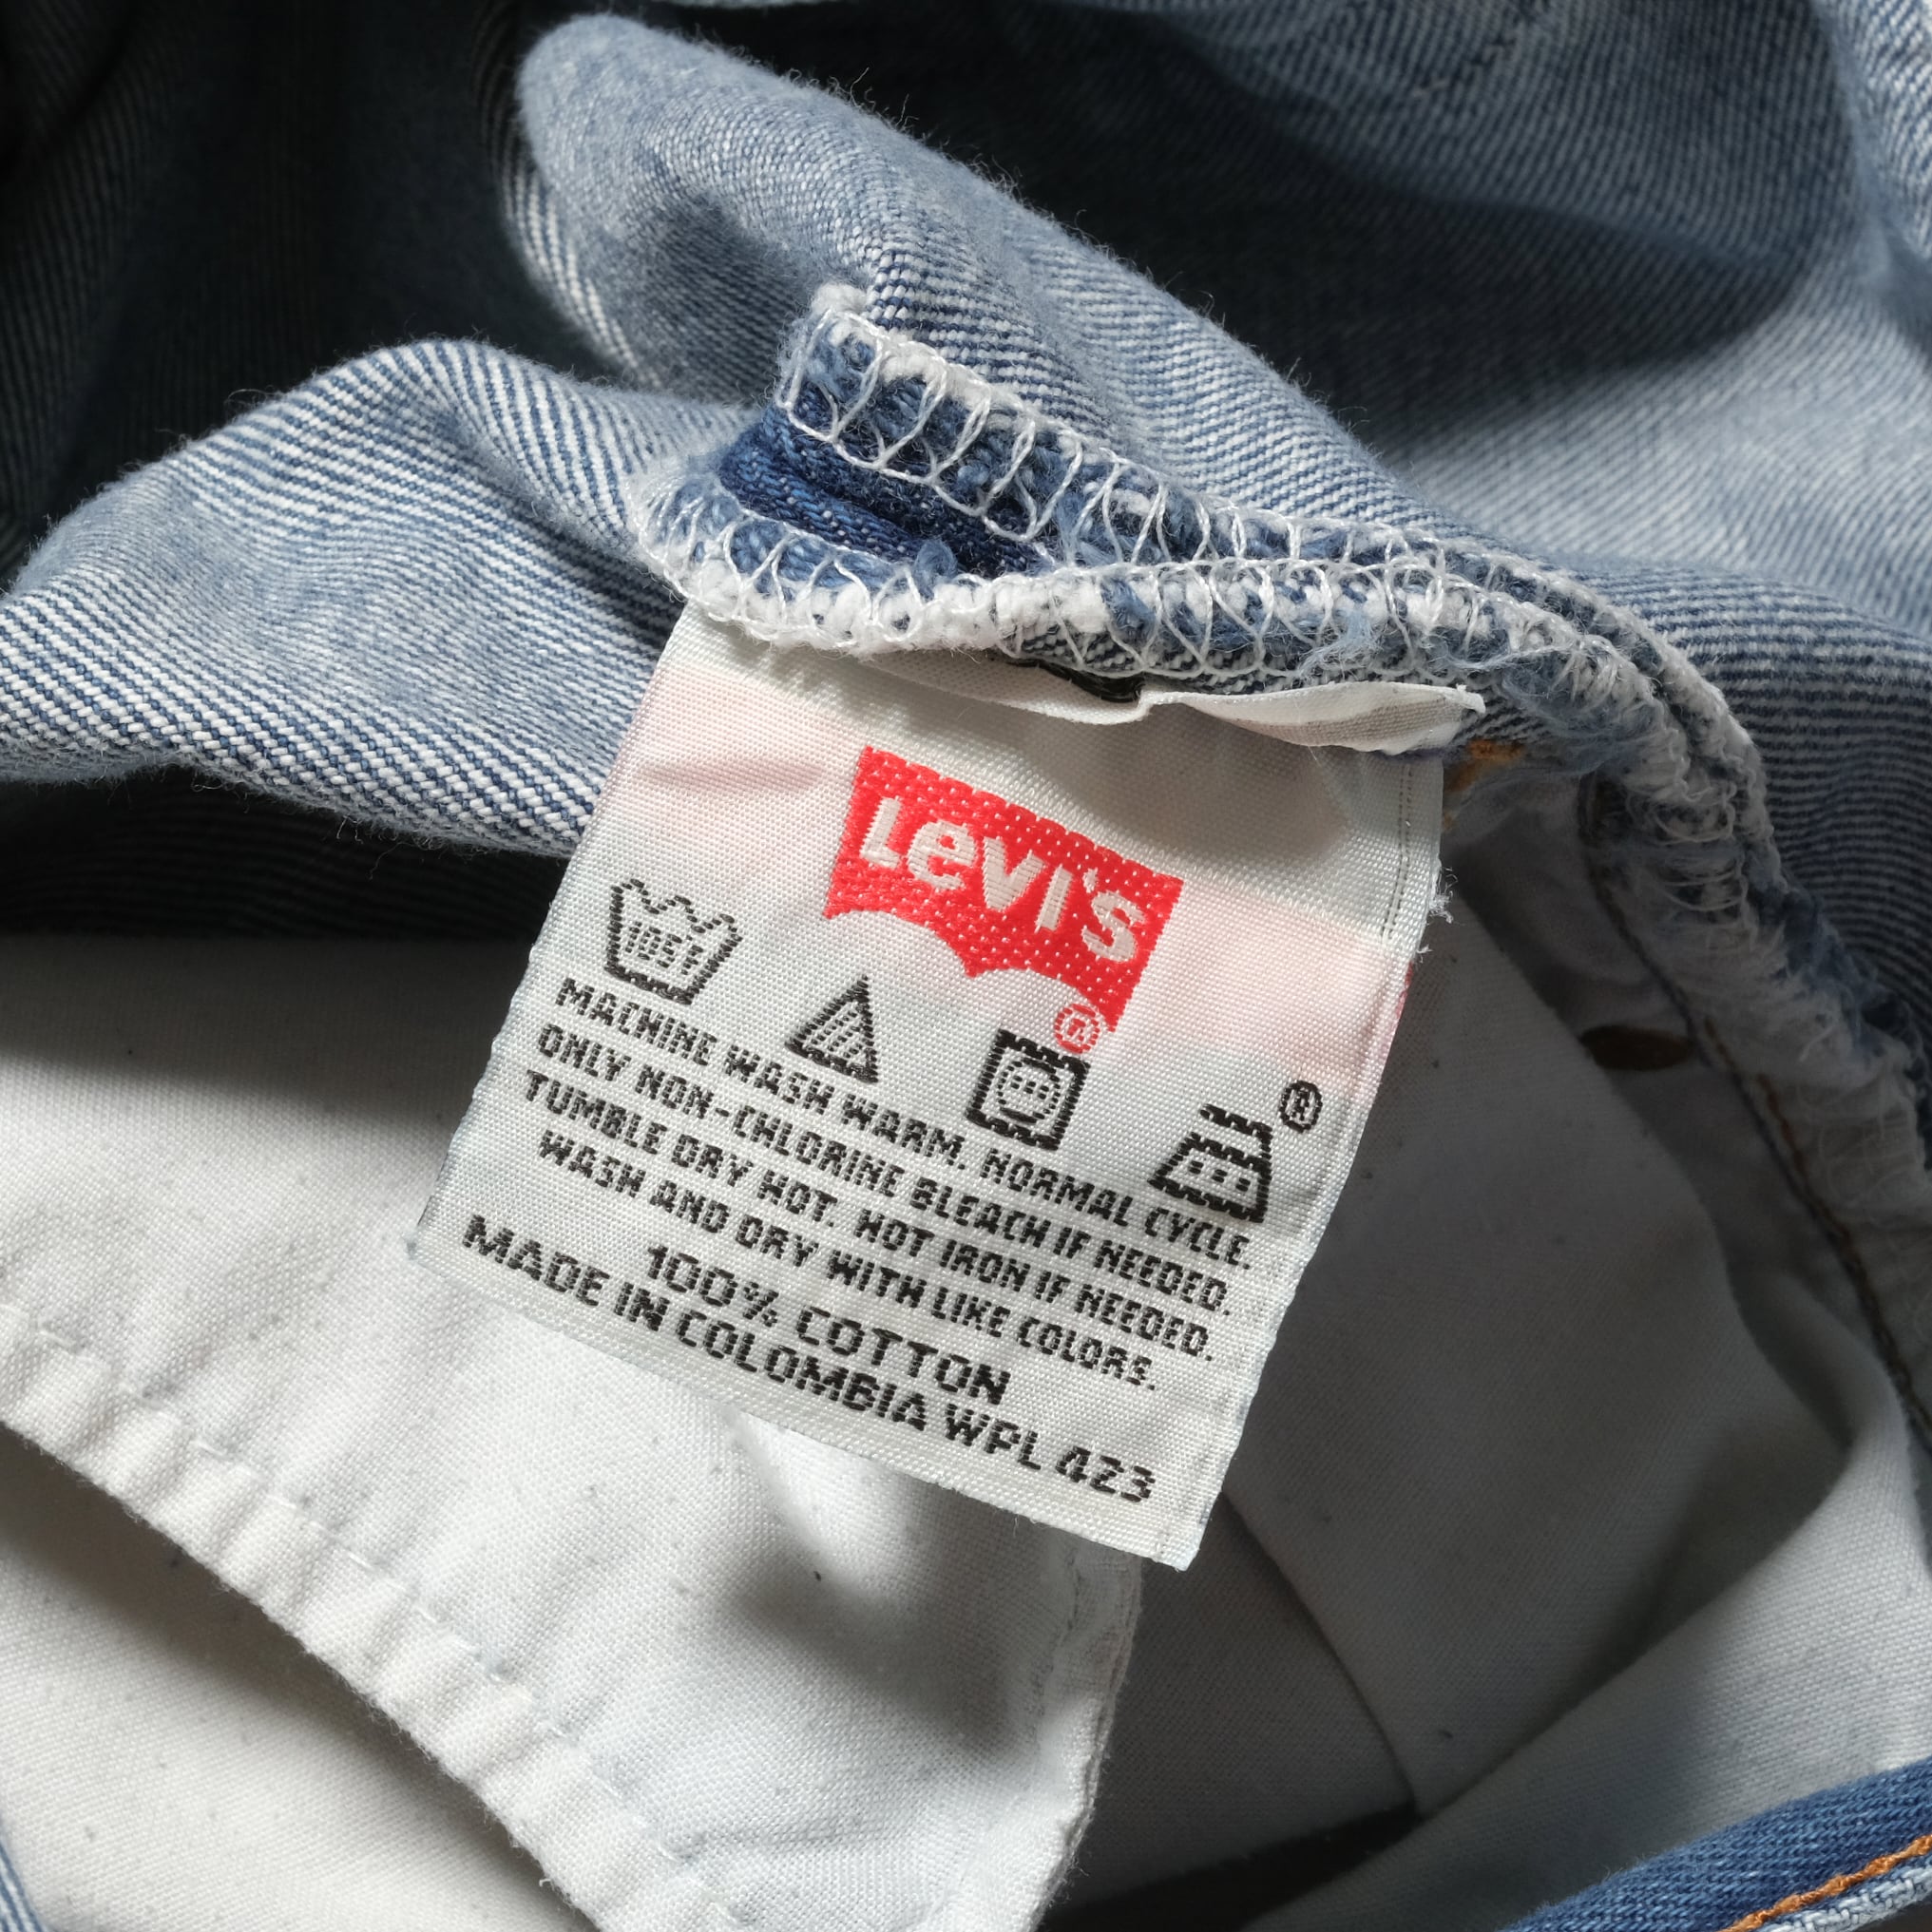 Levi's
®
105F
®
MACHINE WASH WARM. NORMAL CYCLE.
ONLY NON-CHLORINE BLEACH IF NEEDED.
TUMBLE DRY HOT. HOT IRON IF NEEDED.
WASH AND DRY WITH LIKE COLORS.
100% COTTON
MADE IN COLOMBIA WPL 423